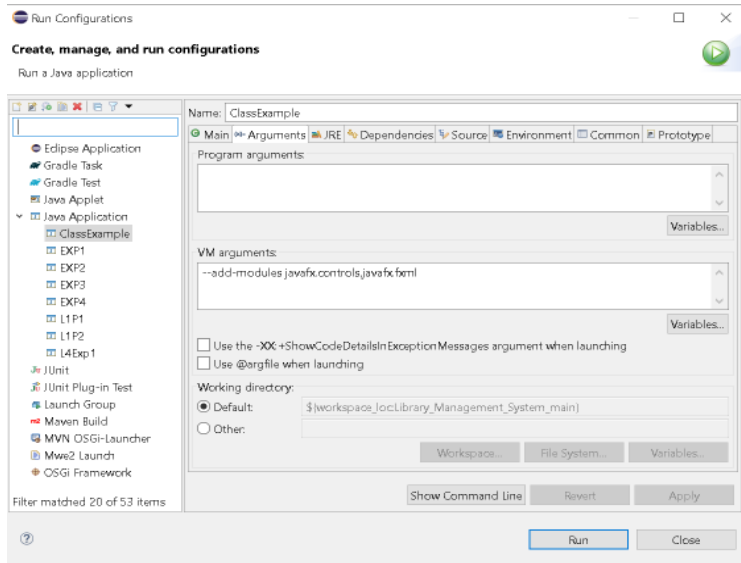 Run Configurations
Create, manage, and run configurations
Run a Java application
Name: ClassExample
Main Arguments JRE Dependencies Source Environment Common Prototype
Eclipse Application
Gradle Task
Gradle Test
Java Applet
Java Application
ClassExample
EXP1
EXP2
EXP3
EXP4
L1P1
L1P2
L4Exp1
JUnit
JUnit Plug-in Test
Launch Group
Maven Build
MVN OSGi-Launcher
Mwe2 Launch
OSGi Framework
Filter matched 20 of 53 items
Program arguments:
Variables...
VM arguments:
--add-modules javafx.controls,javafx.fxml
Variables...
Use the -XX:+ShowCodeDetailsInExceptionMessages argument when launching
Use @argfile when launching
Working directory:
Default: ${workspace_loc:Library_Management_System_main}
Other:
Workspace... File System... Variables...
Show Command Line Revert Apply
Run Close